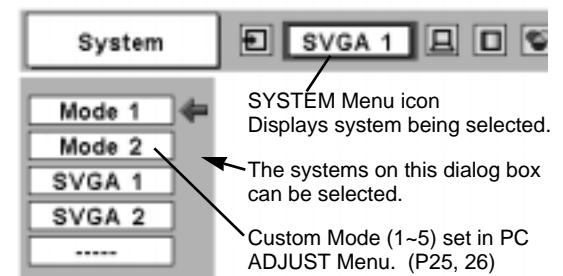 System
SVGA 1
Mode 1
Mode 2
SVGA 1
SVGA 2
-----
SYSTEM Menu icon
Displays system being selected.
The systems on this dialog box
can be selected.
Custom Mode (1~5) set in PC
ADJUST Menu. (P25, 26)